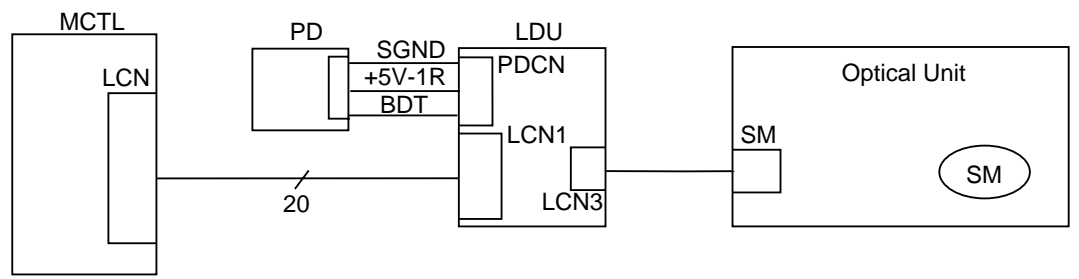 MCTL
PD
LDU
SGND
PDCN
Optical Unit
LCN
+5V-1R
BDT
LCN1
SM
SM
20
LCN3